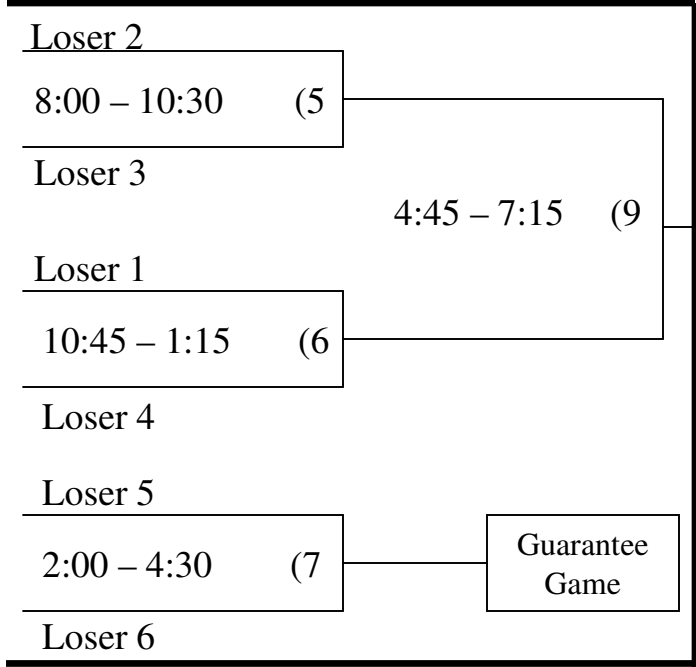 Loser 2
8:00 – 10:30 (5
Loser 3
4:45 – 7:15 (9
Loser 1
10:45 – 1:15 (6
Loser 4
Loser 5
2:00 – 4:30 (7
Guarantee
Game
Loser 6